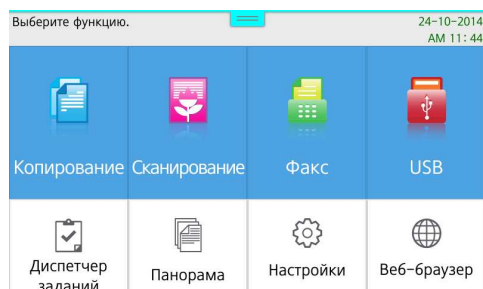 Выберите функцию.
24-10-2014
AM 11:44
Копирование
Сканирование
Факс
USB
Диспетчер
заданий
Панорама
Настройки
Веб-браузер